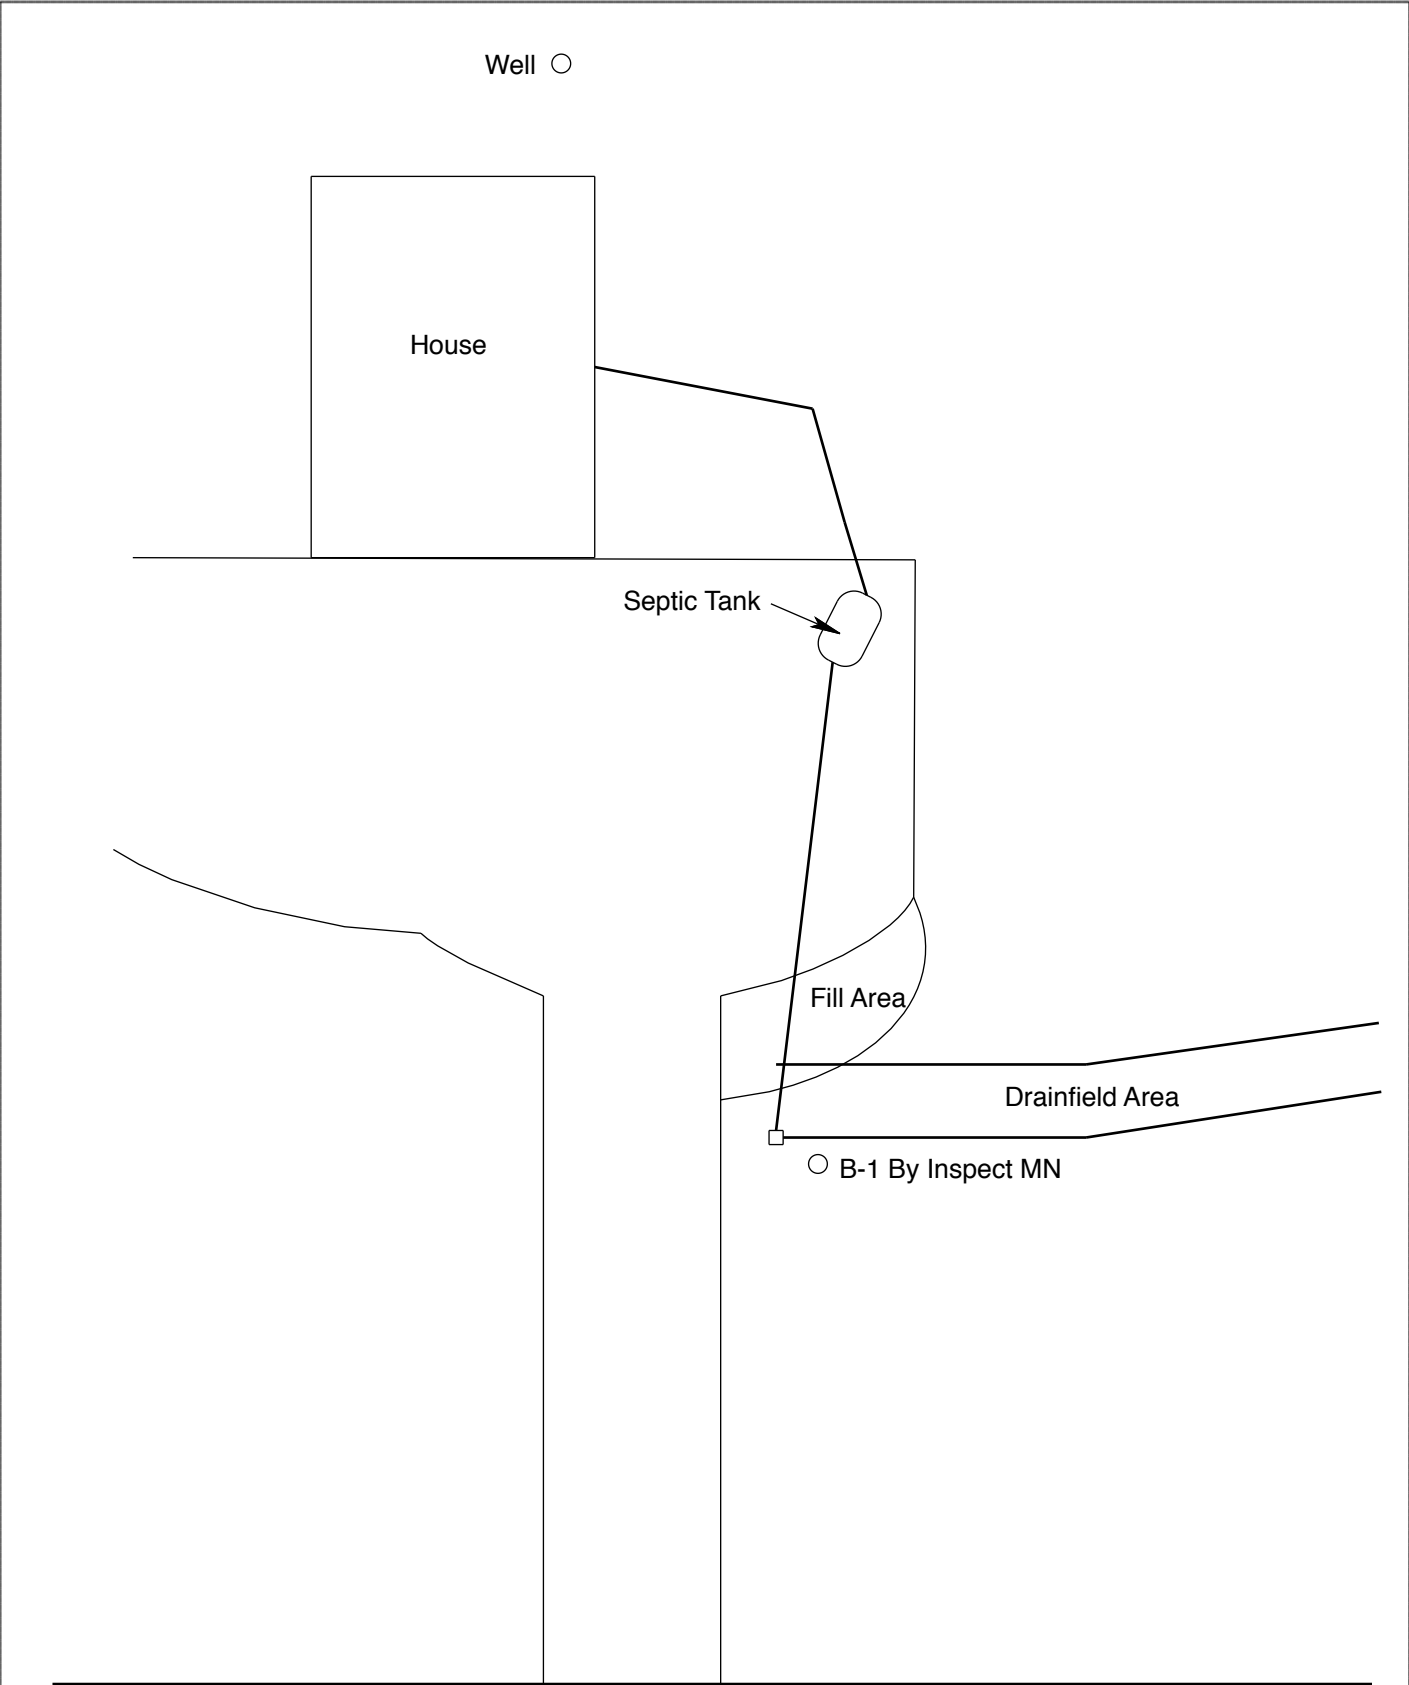 Well
House
Septic Tank
Fill Area
Drainfield Area
B-1 By Inspect MN